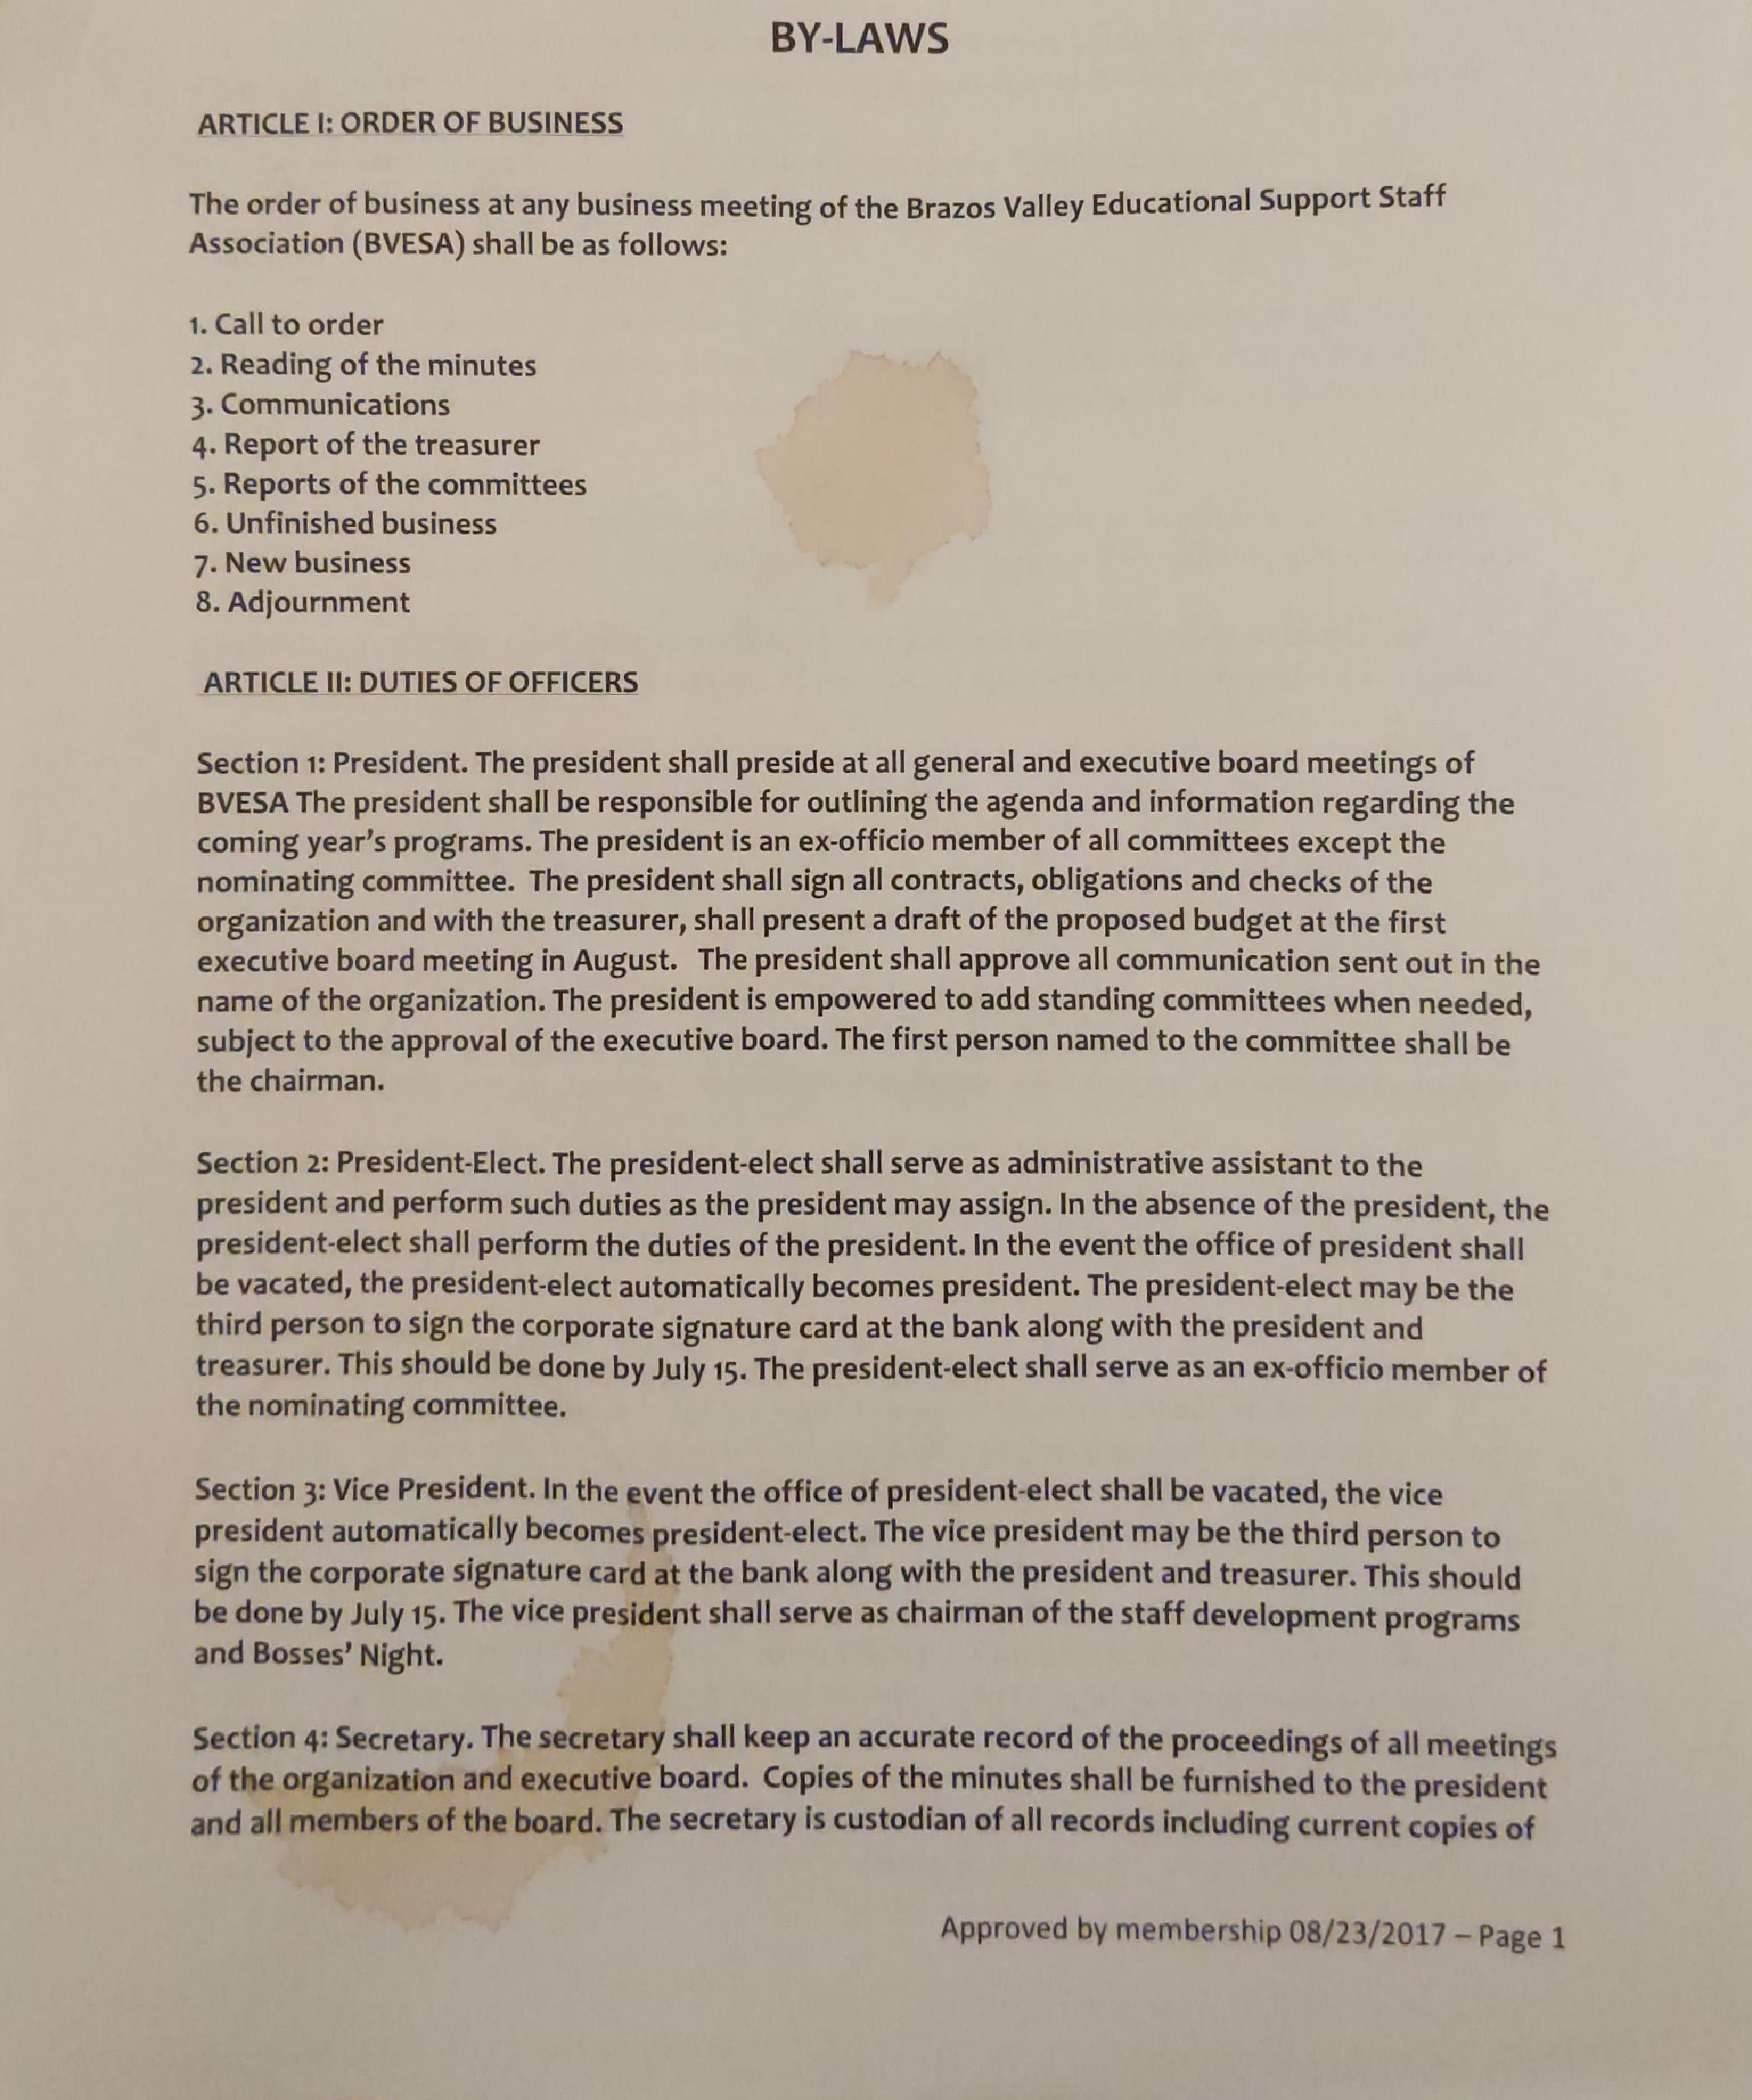 BY-LAWS
ARTICLE I: ORDER OF BUSINESS
The order of business at any business meeting of the Brazos Valley Educational Support Staff
Association (BVESA) shall be as follows:
1. Call to order
2. Reading of the minutes
3. Communications
4. Report of the treasurer
5. Reports of the committees
6. Unfinished business
7. New business
8. Adjournment
ARTICLE II: DUTIES OF OFFICERS
Section 1: President. The president shall preside at all general and executive board meetings of
BVESA The president shall be responsible for outlining the agenda and information regarding the
coming year's programs. The president is an ex-officio member of all committees except the
nominating committee. The president shall sign all contracts, obligations and checks of the
organization and with the treasurer, shall present a draft of the proposed budget at the first
executive board meeting in August. The president shall approve all communication sent out in the
name of the organization. The president is empowered to add standing committees when needed,
subject to the approval of the executive board. The first person named to the committee shall be
the chairman.
Section 2: President-Elect. The president-elect shall serve as administrative assistant to the
president and perform such duties as the president may assign. In the absence of the president, the
president-elect shall perform the duties of the president. In the event the office of president shall
be vacated, the president-elect automatically becomes president. The president-elect may be the
third person to sign the corporate signature card at the bank along with the president and
treasurer. This should be done by July 15. The president-elect shall serve as an ex-officio member of
the nominating committee.
Section 3: Vice President. In the event the office of president-elect shall be vacated, the vice
president automatically becomes president-elect. The vice president may be the third person to
sign the corporate signature card at the bank along with the president and treasurer. This should
be done by July 15. The vice president shall serve as chairman of the staff development programs
and Bosses' Night.
Section 4: Secretary. The secretary shall keep an accurate record of the proceedings of all meetings
of the organization and executive board. Copies of the minutes shall be furnished to the president
and all members of the board. The secretary is custodian of all records including current copies of
Approved by membership 08/23/2017 – Page 1